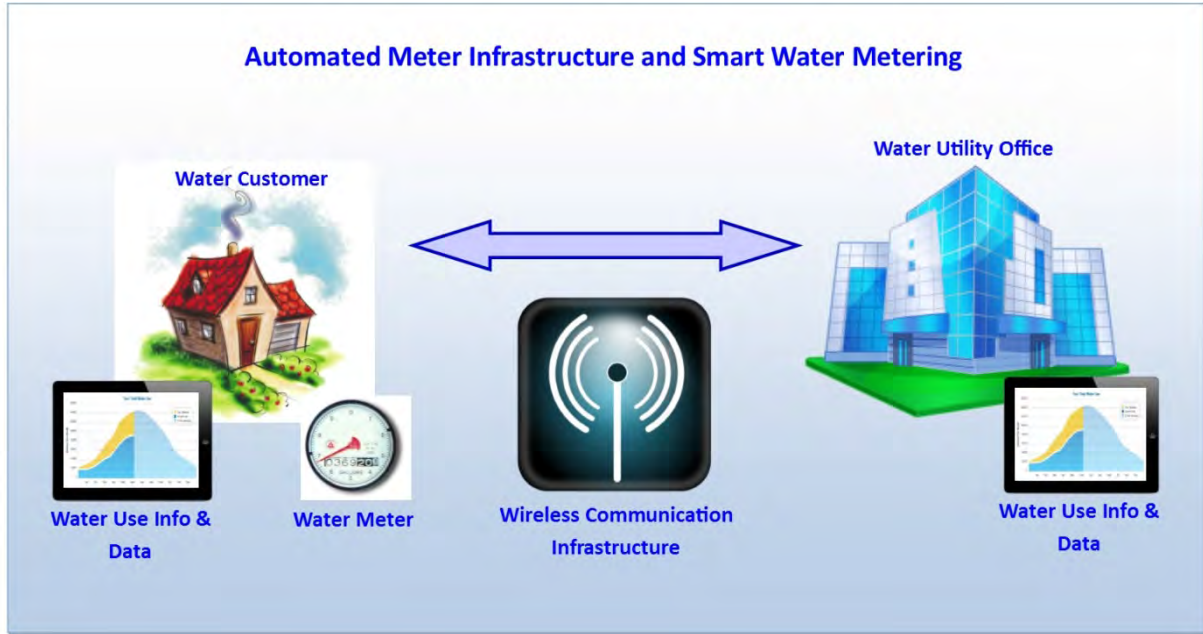 Automated Meter Infrastructure and Smart Water Metering
Water Utility Office
Water Customer
Water Use Info &
Data
Water Meter
Wireless Communication
Infrastructure
Water Use Info &
Data